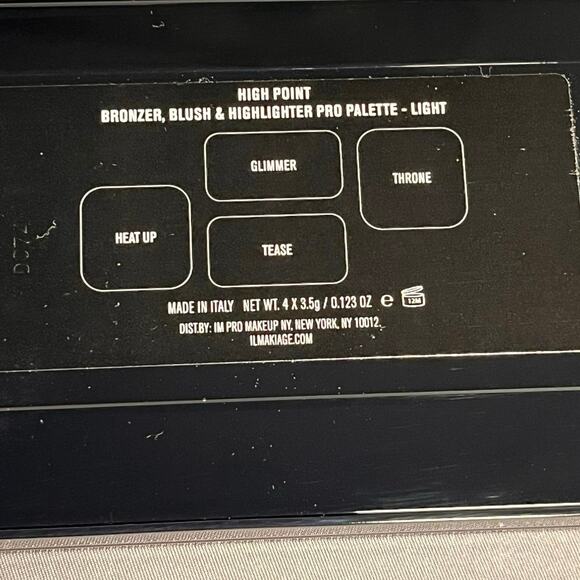 HIGH POINT
BRONZER, BLUSH & HIGHLIGHTER PRO PALETTE - LIGHT
GLIMMER
THRONE
HEAT UP
TEASE
MADE IN ITALY NET WT. 4 X 3.5g / 0.123 OZ e 12M
DIST.BY: IM PRO MAKEUP NY, NEW YORK, NY 10012.
ILMAKIAGE.COM